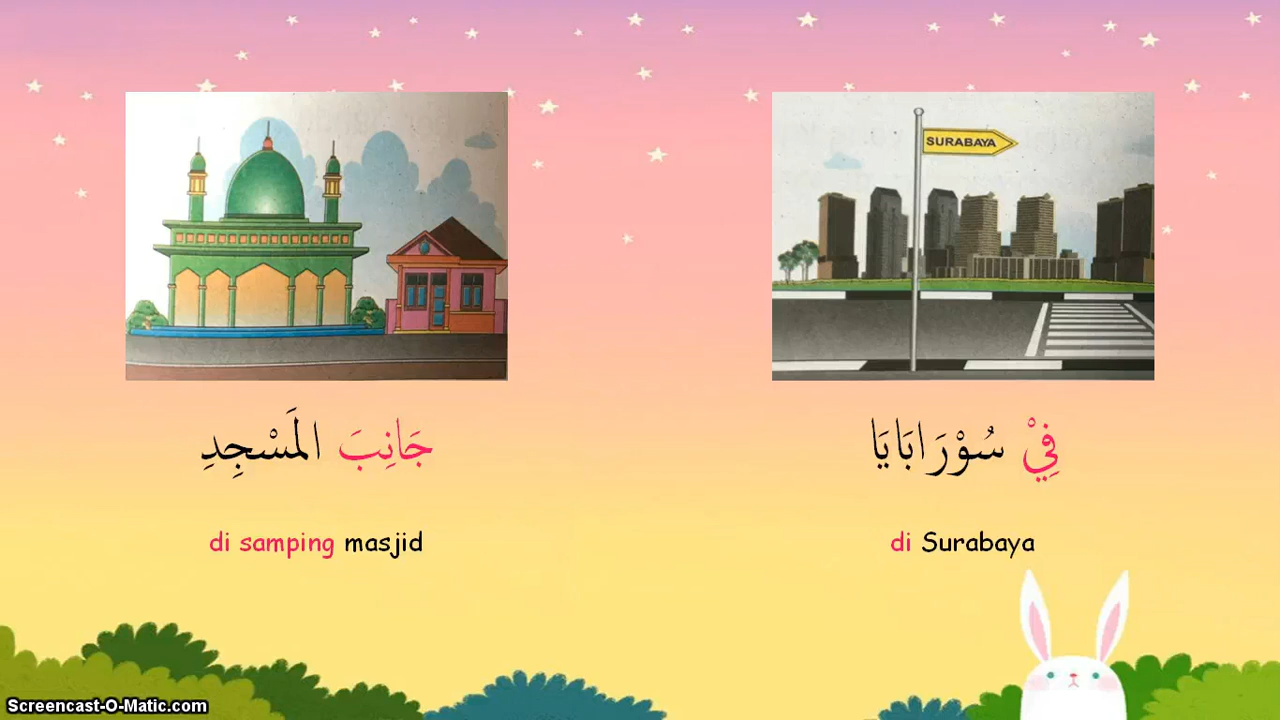 SURABAYA
جَانِبَ المَسْجِدِ
فِيْ سُوْرَابَايَا
di samping masjid
di Surabaya
Screencast-O-Matic.com